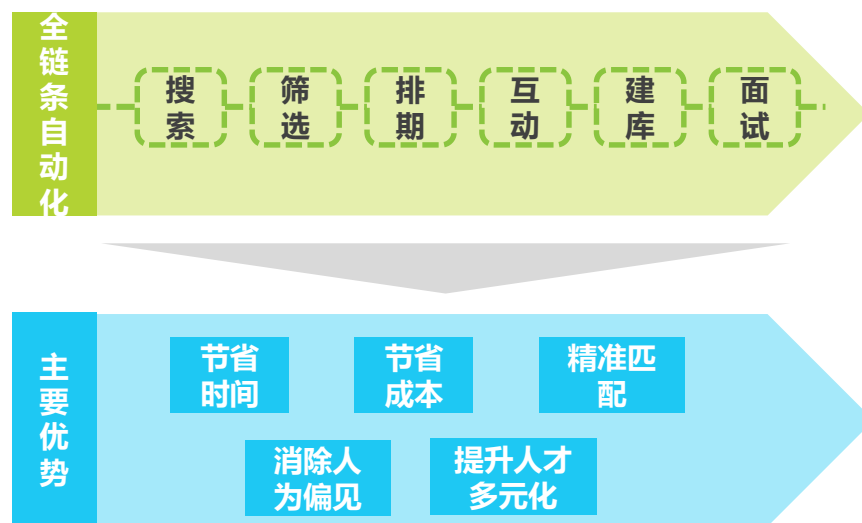 全链条自动化
搜索
筛选
排期
互动
建库
面试
主要优势
节省
时间
节省
成本
精准匹
配
消除人
为偏见
提升人才
多元化